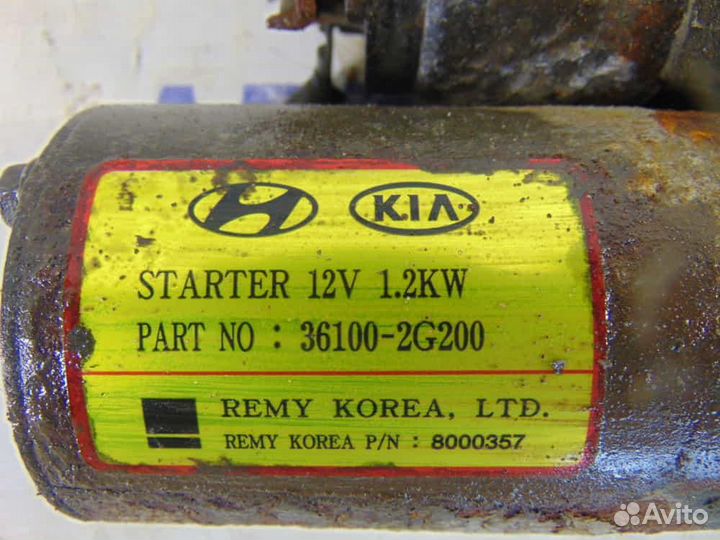 KIA
STARTER 12V 1.2KW
PART NO : 36100-2G200
REMY KOREA, LTD.
REMY KOREA P/N : 8000357
Avito